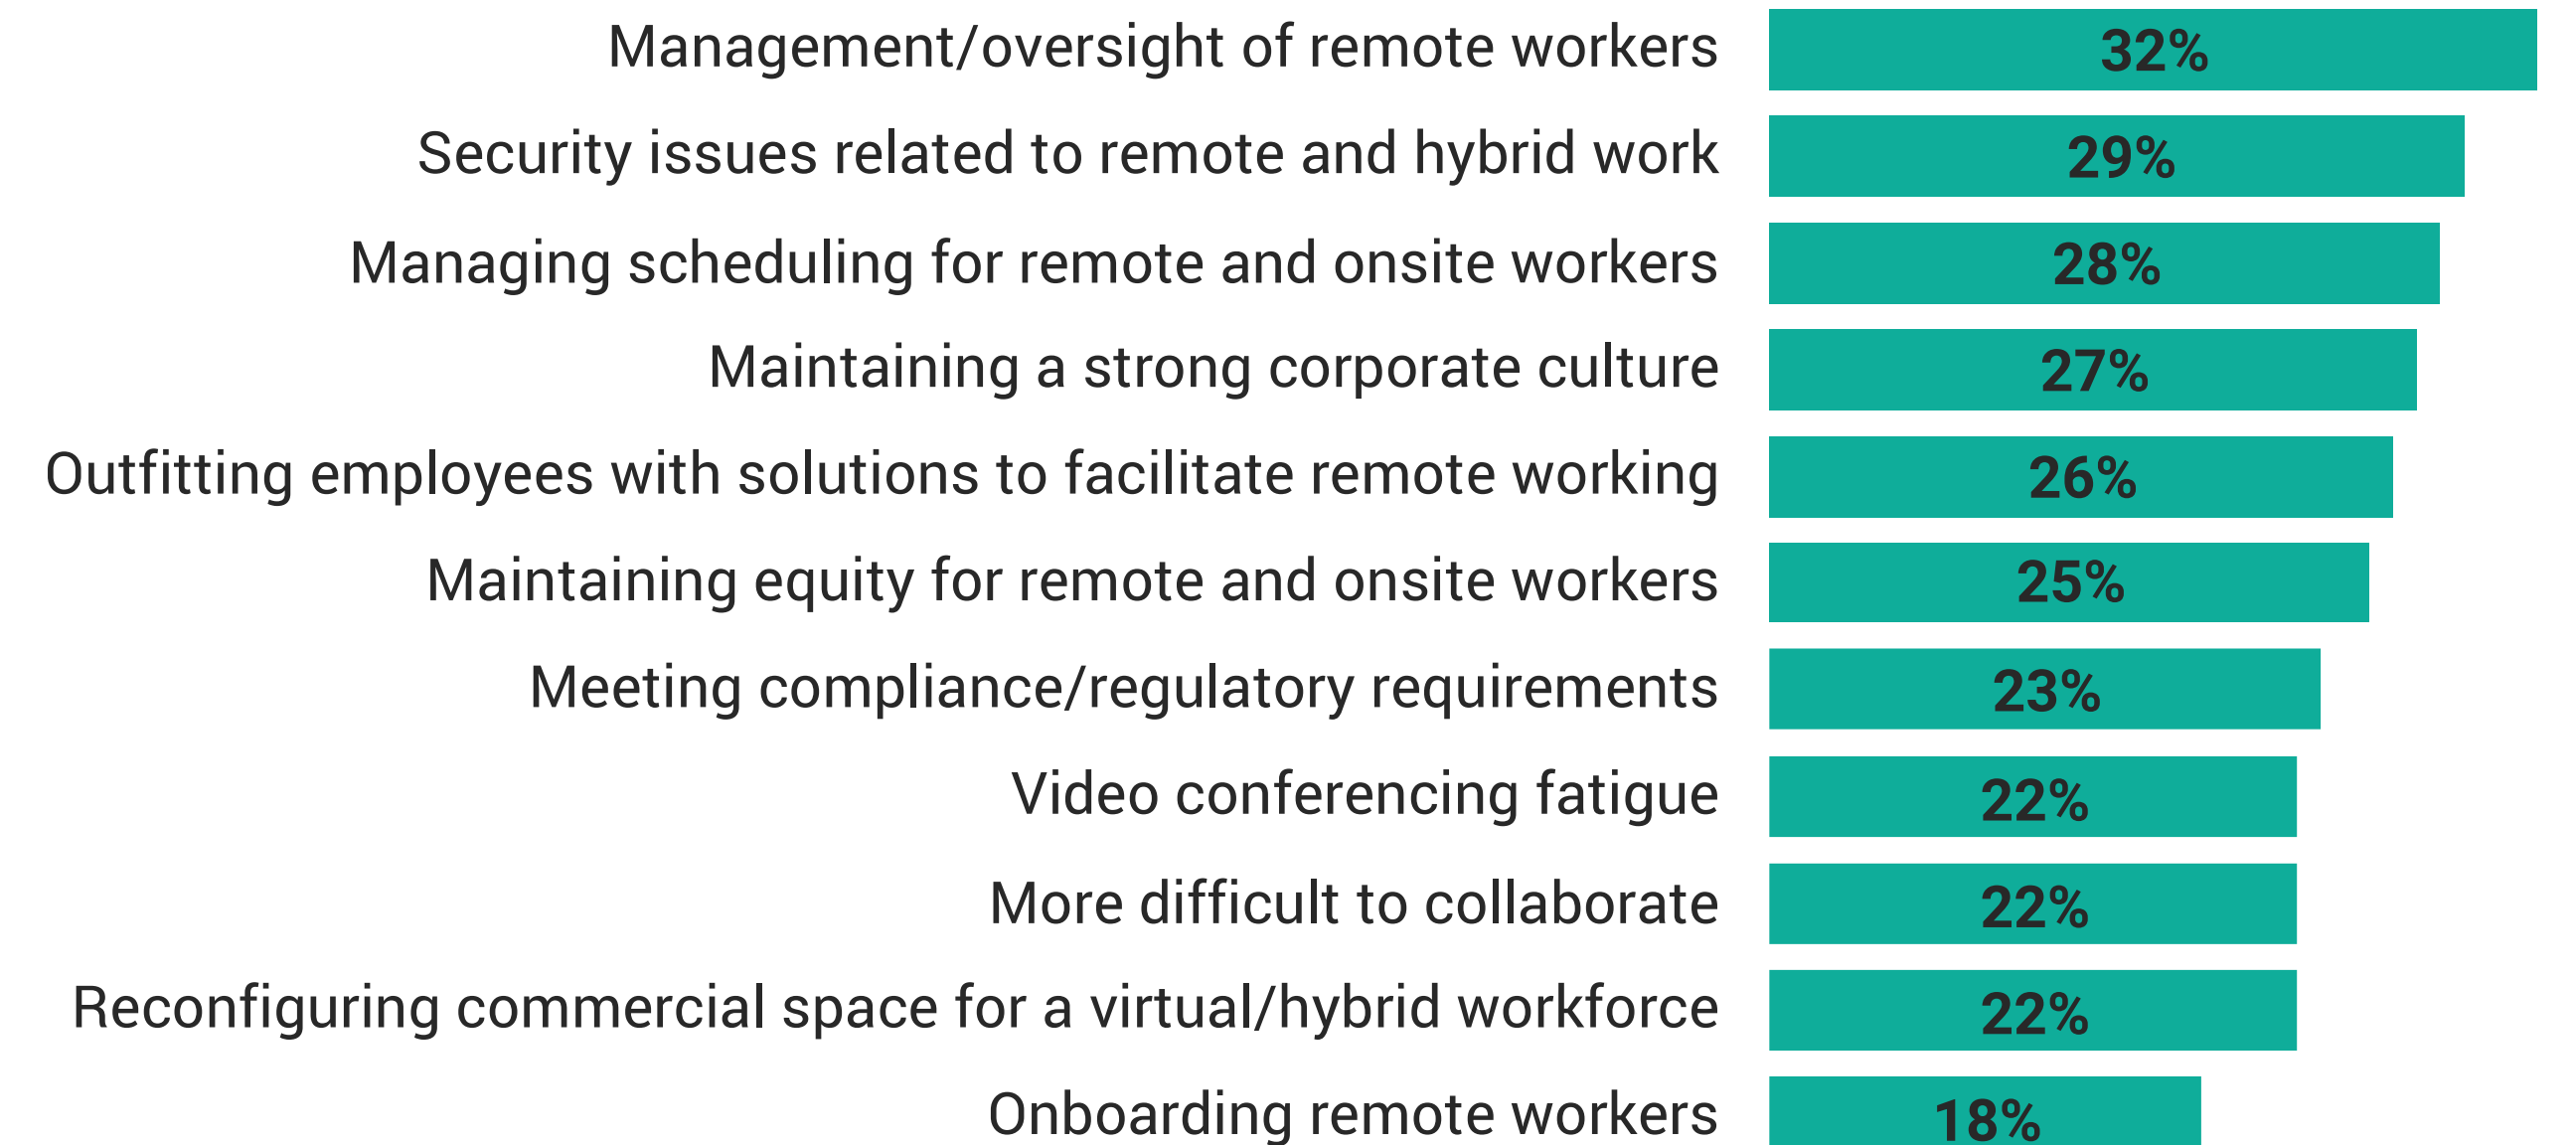 Management/oversight of remote workers 32%
Security issues related to remote and hybrid work 29%
Managing scheduling for remote and onsite workers 28%
Maintaining a strong corporate culture 27%
Outfitting employees with solutions to facilitate remote working 26%
Maintaining equity for remote and onsite workers 25%
Meeting compliance/regulatory requirements 23%
Video conferencing fatigue 22%
More difficult to collaborate 22%
Reconfiguring commercial space for a virtual/hybrid workforce 22%
Onboarding remote workers 18%